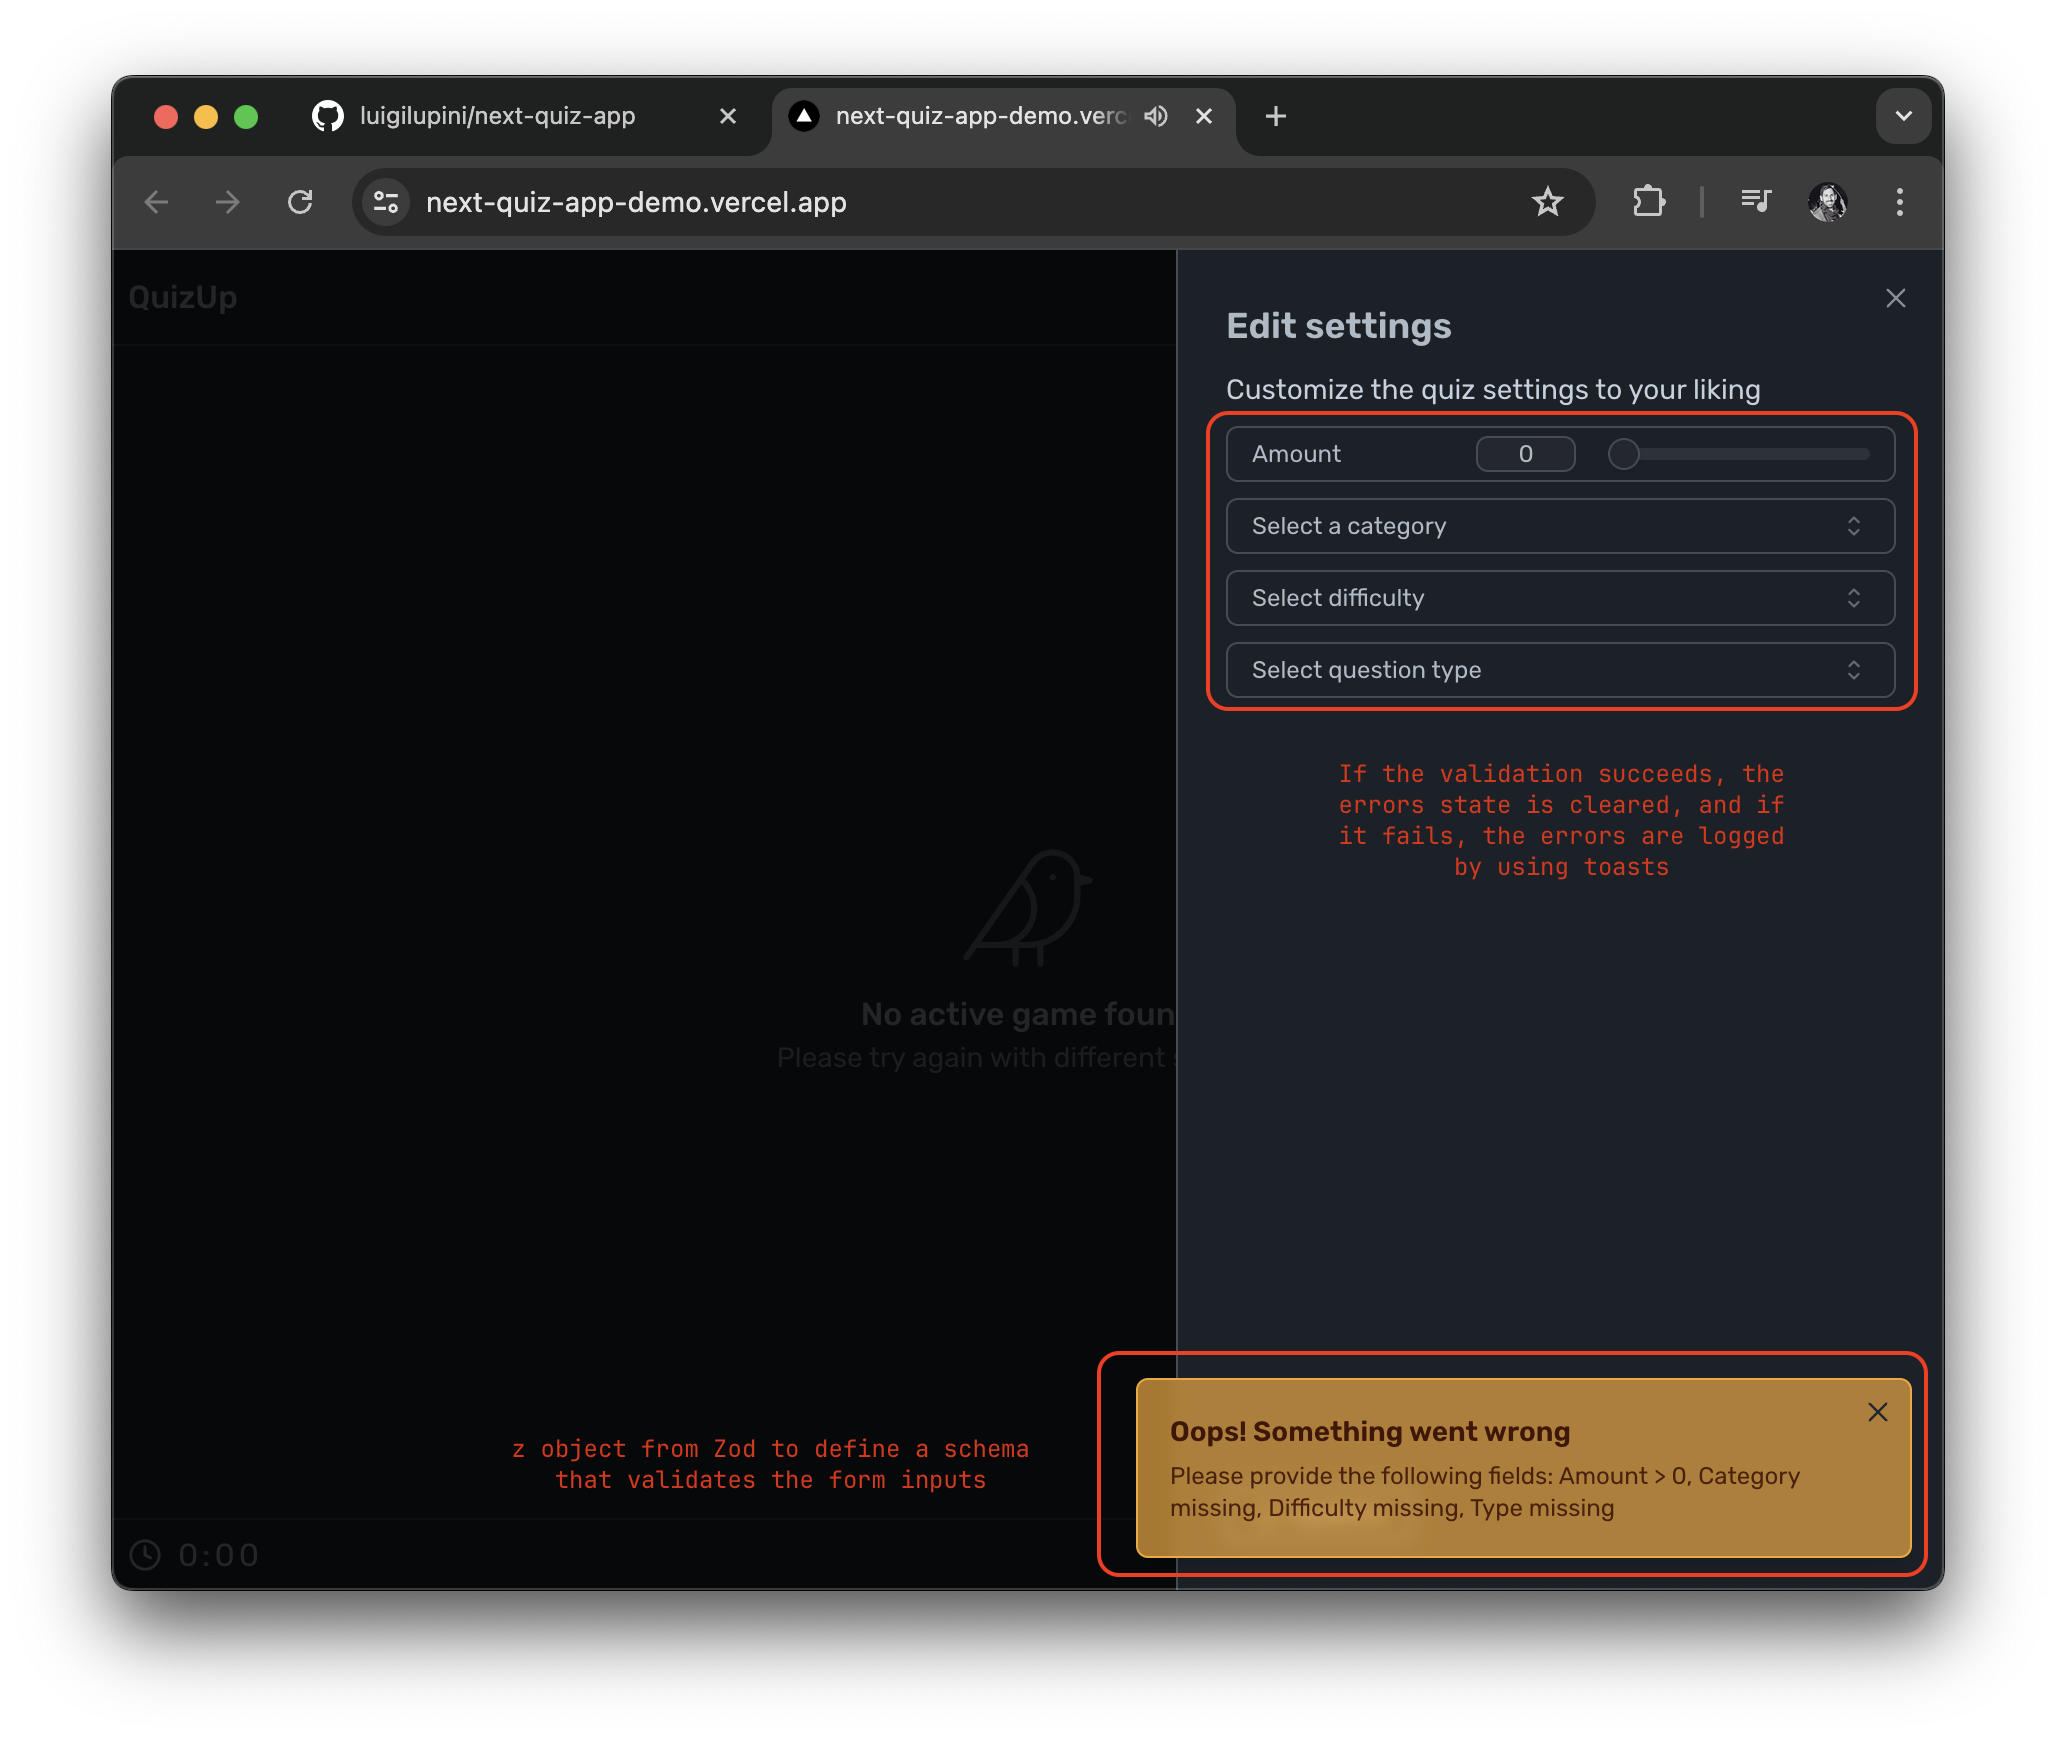 luigilupini/next-quiz-app
next-quiz-app-demo.verc
next-quiz-app-demo.vercel.app
QuizUp
Edit settings
Customize the quiz settings to your liking
Amount 0
Select a category
Select difficulty
Select question type
If the validation succeeds, the
errors state is cleared, and if
it fails, the errors are logged
by using toasts
No active game foun
Please try again with different s
z object from Zod to define a schema
that validates the form inputs
Oops! Something went wrong
Please provide the following fields: Amount > 0, Category
missing, Difficulty missing, Type missing
0:00